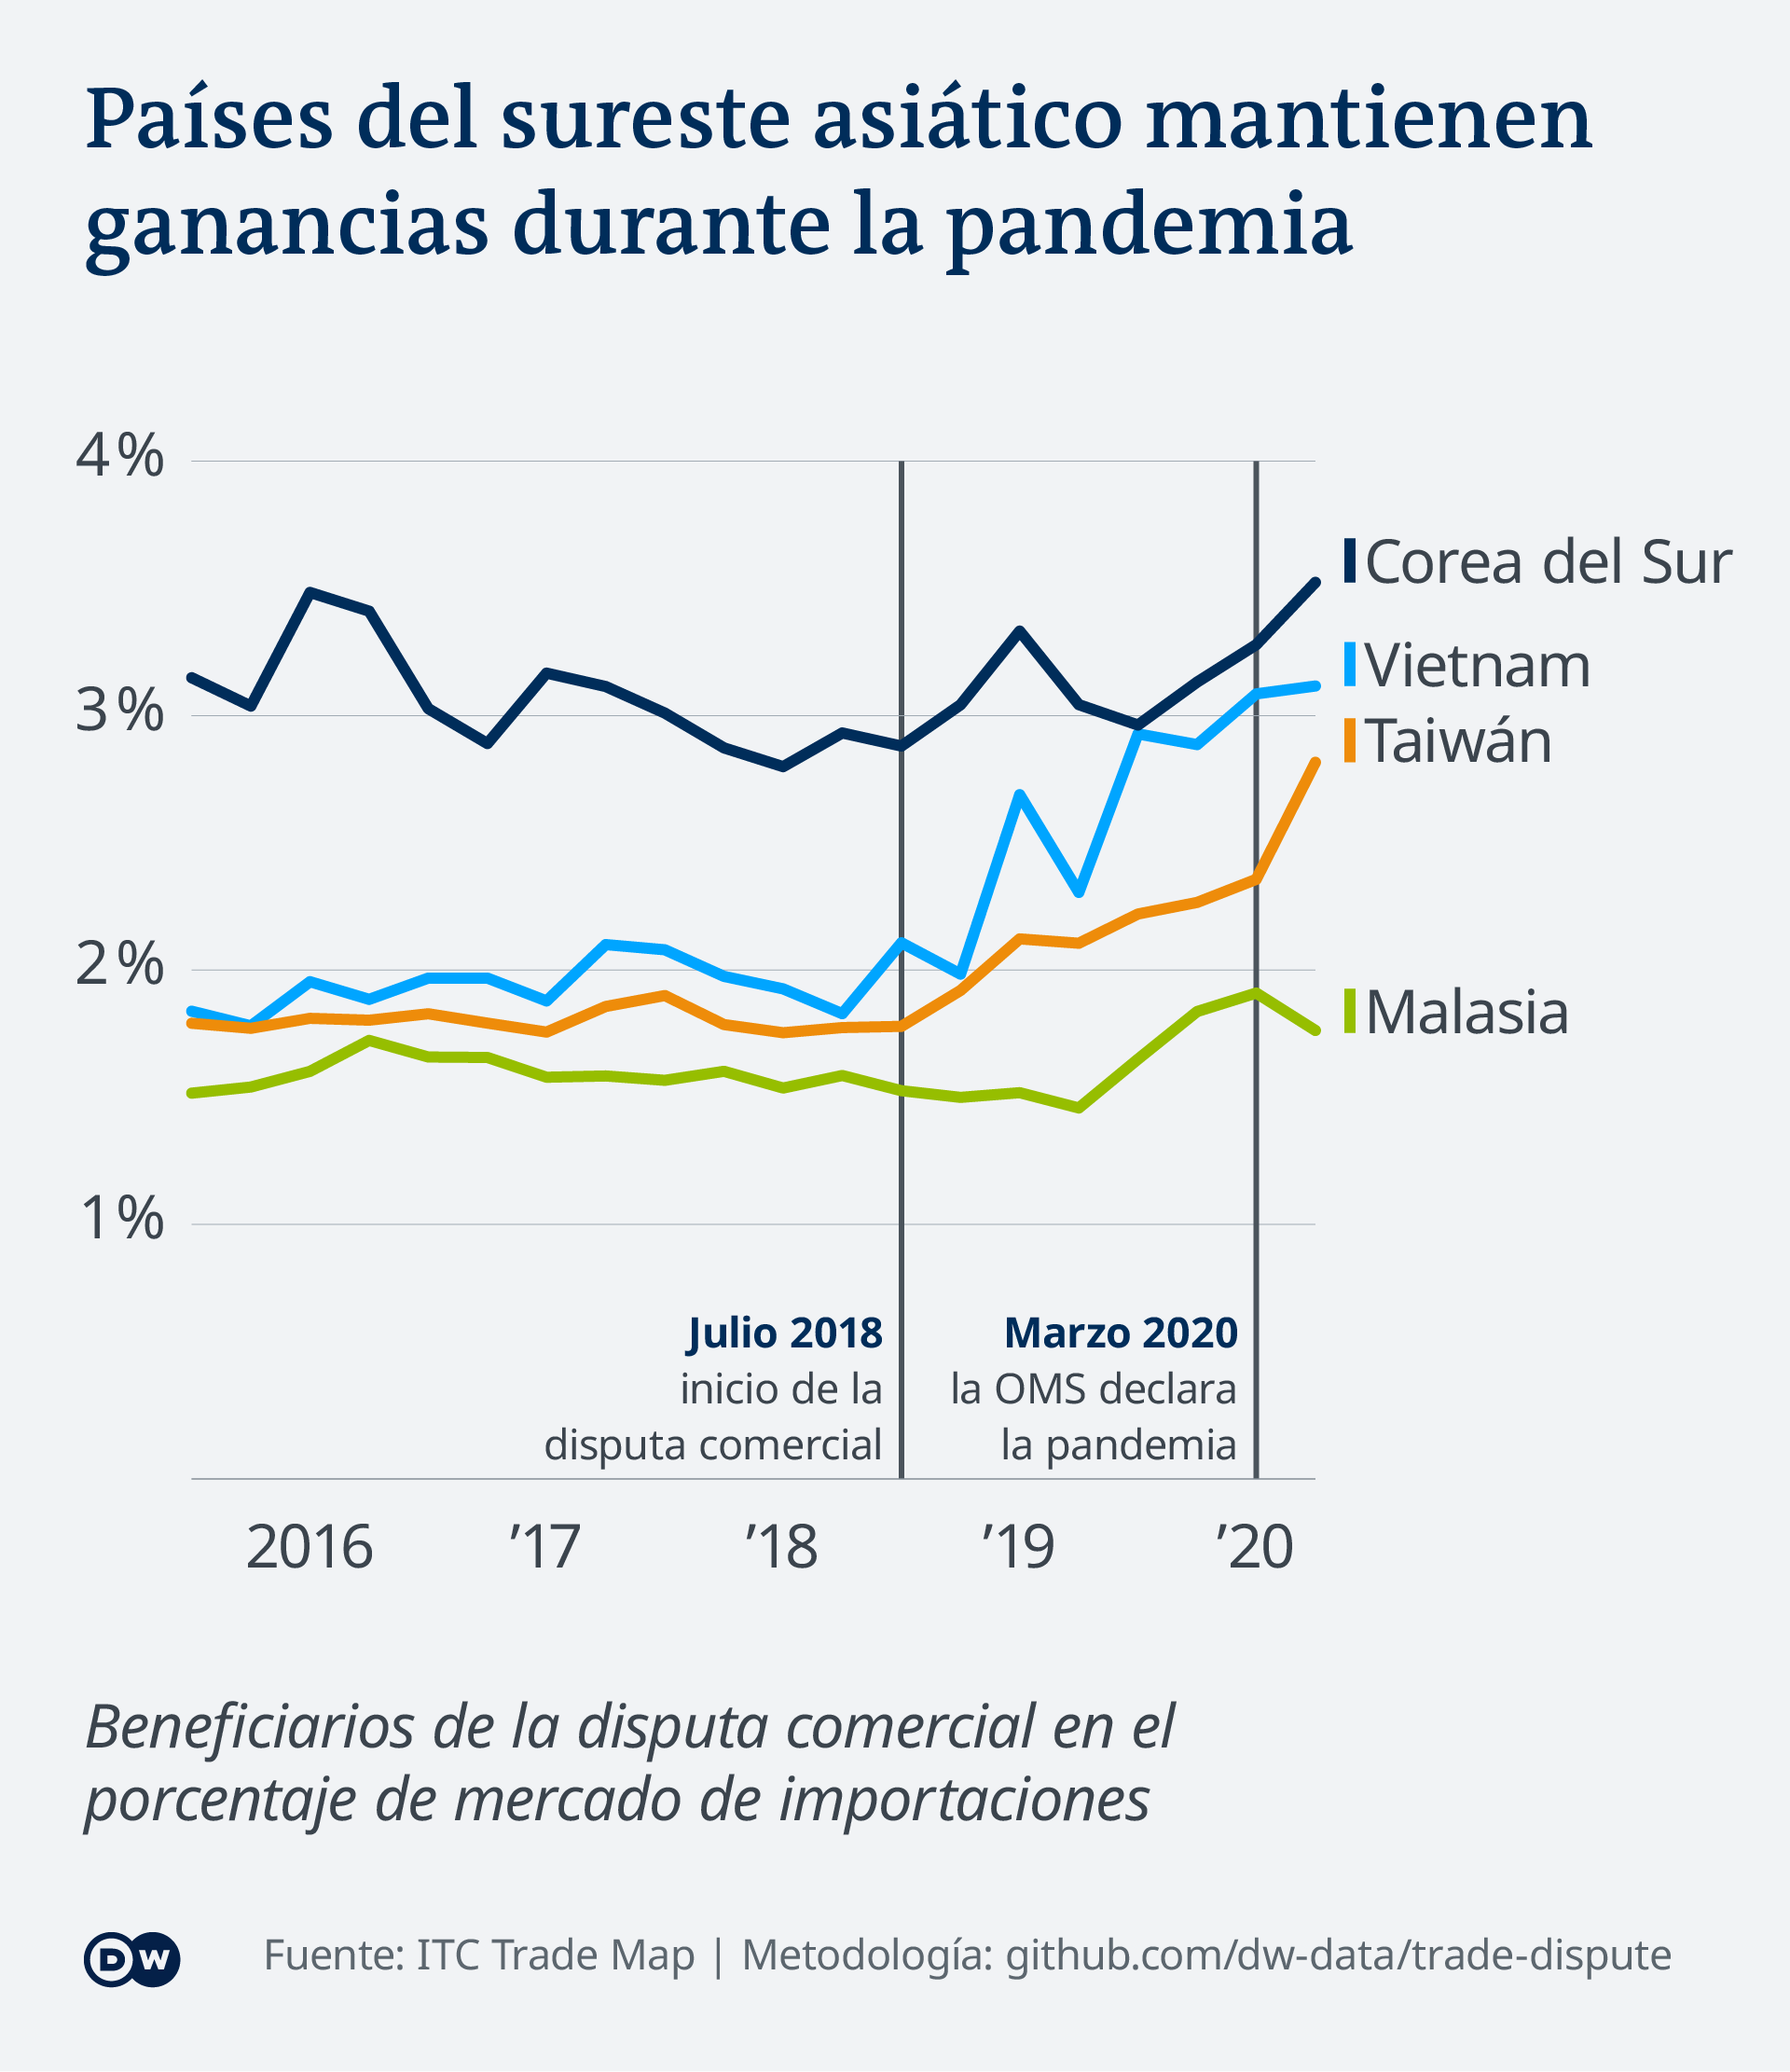 Países del sureste asiático mantienen
ganancias durante la pandemia
4%
3%
2%
1%
Corea del Sur
Vietnam
Taiwán
Malasia
Julio 2018
inicio de la
disputa comercial
Marzo 2020
la OMS declara
la pandemia
2016 ’17 ’18 ’19 ’20
Beneficiarios de la disputa comercial en el
porcentaje de mercado de importaciones
DW Fuente: ITC Trade Map | Metodología: github.com/dw-data/trade-dispute